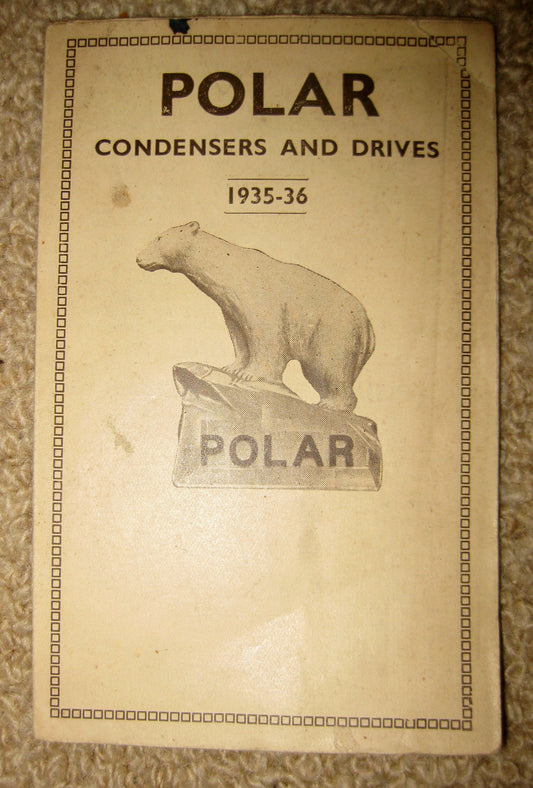 POLAR
CONDENSERS AND DRIVES
1935-36
POLAR